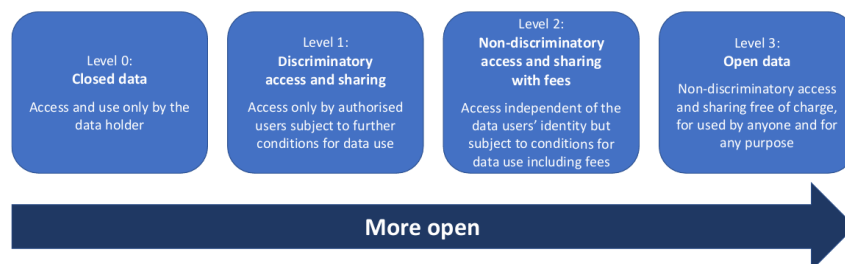 Level 0:
Closed data
Access and use only by the
data holder
Level 1:
Discriminatory
access and sharing
Access only by authorised
users subject to further
conditions for data use
Level 2:
Non-discriminatory
access and sharing
with fees
Access independent of the
data users’ identity but
subject to conditions for
data use including fees
Level 3:
Open data
Non-discriminatory access
and sharing free of charge,
for used by anyone and for
any purpose
More open